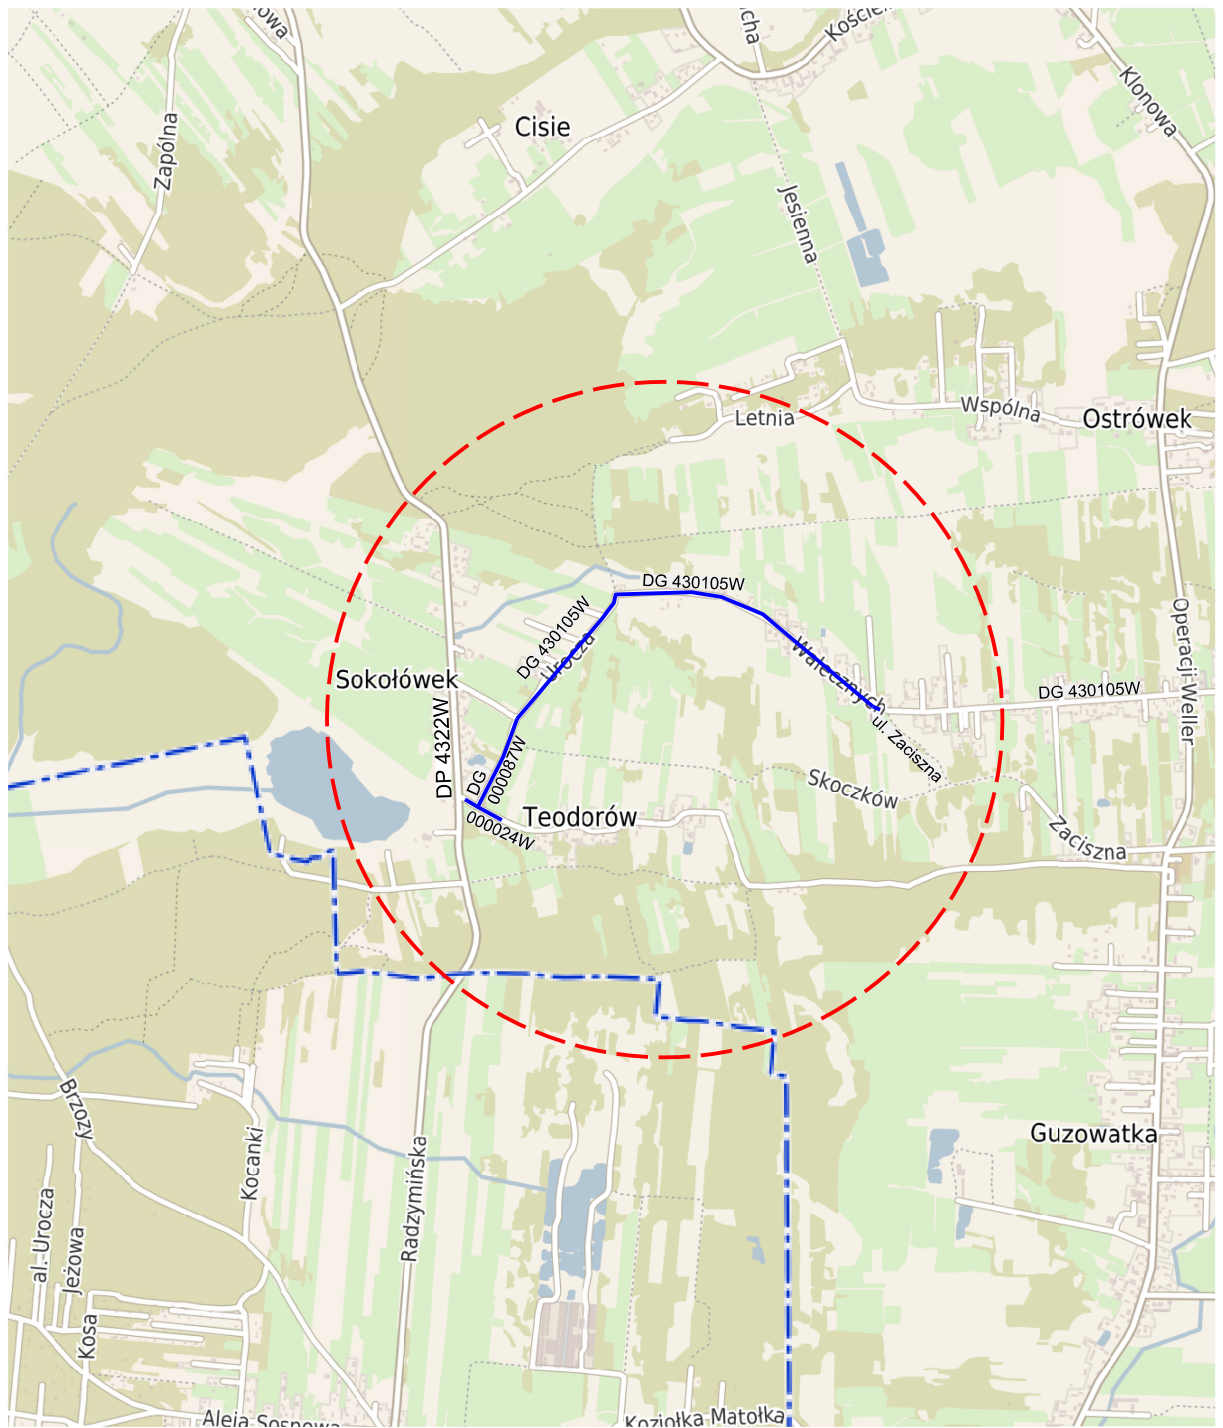 Kościel
Klonowa
Cisie
Zapólna
Jesienna
Wspólna
Letnia
Ostrówek
DG 430105W
DG 430105W
Urocza
Walecznych
Operacji Weller
Sokołówek
DG 430105W
ul. Zaciszna
DP 4322W
DG
000087W
Skoczków
Teodorów
000024W
Zaciszna
Brzozy
Guzowatka
Kocanki
Radzymińska
al. Urocza
Jeżowa
Kosa
Aleja Sosnowa
Koziołka Matołka